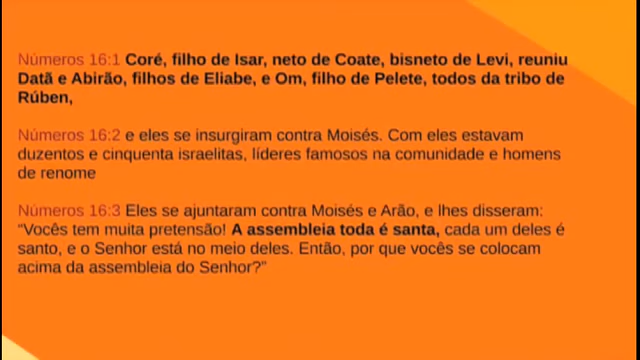 Números 16:1 Coré, filho de Isar, neto de Coate, bisneto de Levi, reuniu
Datã e Abirão, filhos de Eliabe, e Om, filho de Pelete, todos da tribo de
Rúben,
Números 16:2 e eles se insurgiram contra Moisés. Com eles estavam
duzentos e cinquenta israelitas, líderes famosos na comunidade e homens
de renome
Números 16:3 Eles se ajuntaram contra Moisés e Arão, e lhes disseram:
"Vocês tem muita pretensão! A assembleia toda é santa, cada um deles é
santo, e o Senhor está no meio deles. Então, por que vocês se colocam
acima da assembleia do Senhor?"